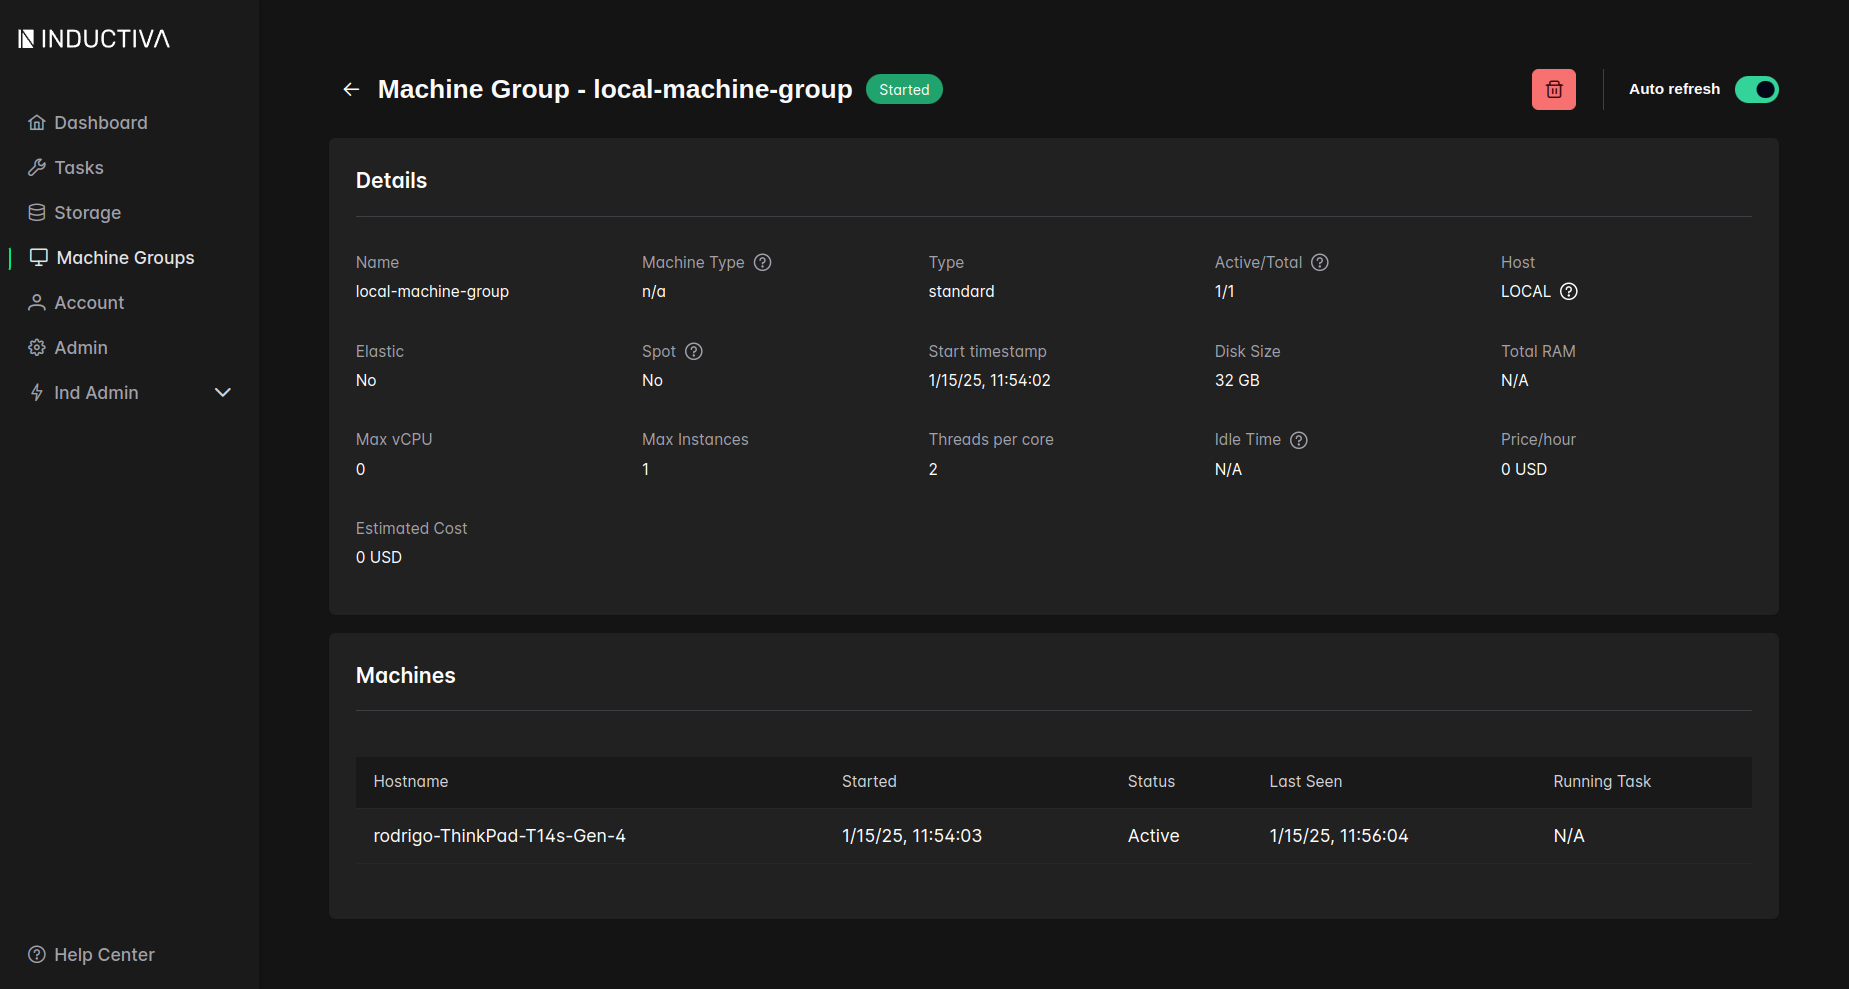 INDUCTIVA
Dashboard
Tasks
Storage
Machine Groups
Account
Admin
Ind Admin
Help Center
Machine Group - local-machine-group Started
Auto refresh
Details
Name Machine Type Type Active/Total Host
local-machine-group n/a standard 1/1 LOCAL
Elastic Spot Start timestamp Disk Size Total RAM
No No 1/15/25, 11:54:02 32 GB N/A
Max vCPU Max Instances Threads per core Idle Time Price/hour
0 1 2 N/A 0 USD
Estimated Cost
0 USD
Machines
Hostname Started Status Last Seen Running Task
rodrigo-ThinkPad-T14s-Gen-4 1/15/25, 11:54:03 Active 1/15/25, 11:56:04 N/A